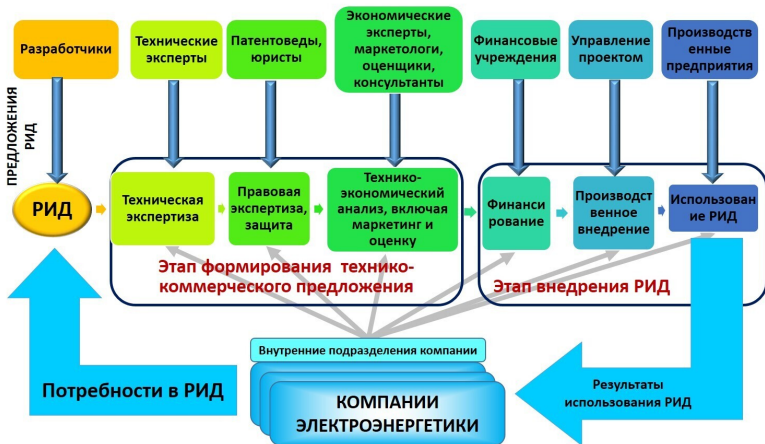 Разработчики
Технические
эксперты
Патентоведы,
юристы
Экономические
эксперты,
маркетологи,
оценщики,
консультанты
Финансовые
учреждения
Управление
проектом
Производств
енные
предприятия
ПРЕДЛОЖЕНИЯ
РИД
РИД
Техническая
экспертиза
Правовая
экспертиза,
защита
Технико-
экономический
анализ, включая
маркетинг и
оценку
Финанси
рование
Производст
венное
внедрение
Использован
ие РИД
Этап формирования технико-
коммерческого предложения
Этап внедрения РИД
Внутренние подразделения компании
Потребности в РИД
КОМПАНИИ
ЭЛЕКТРОЭНЕРГЕТИКИ
Результаты
использования РИД